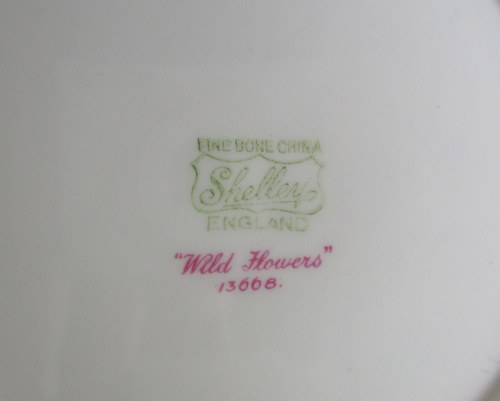 FINE BONE CHINA
Shelley
ENGLAND
"Wild Flowers"
13668.